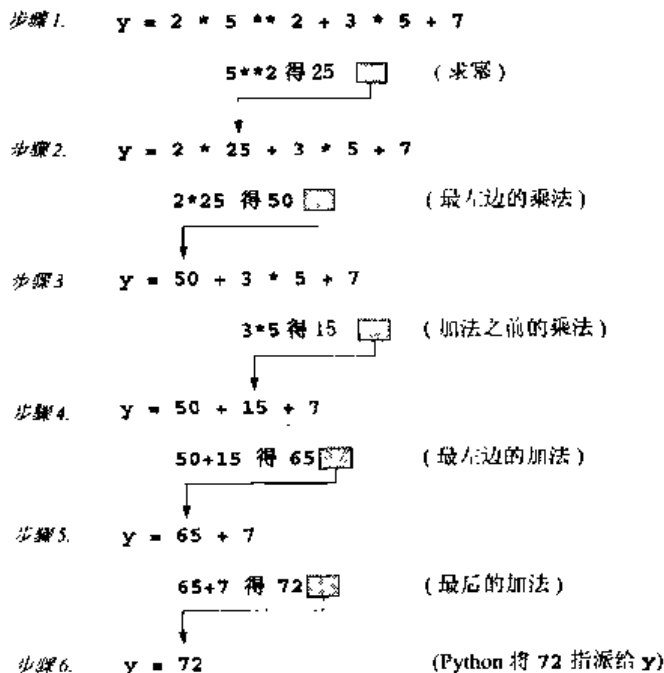 步骤1. y = 2 * 5 ** 2 + 3 * 5 + 7
5**2 得 25 (求幂)
步骤2. y = 2 * 25 + 3 * 5 + 7
2*25 得 50 (最左边的乘法)
步骤3 y = 50 + 3 * 5 + 7
3*5 得 15 (加法之前的乘法)
步骤4. y = 50 + 15 + 7
50+15 得 65 (最左边的加法)
步骤5. y = 65 + 7
65+7 得 72 (最后的加法)
步骤6. y = 72 (Python 将 72 指派给 y)